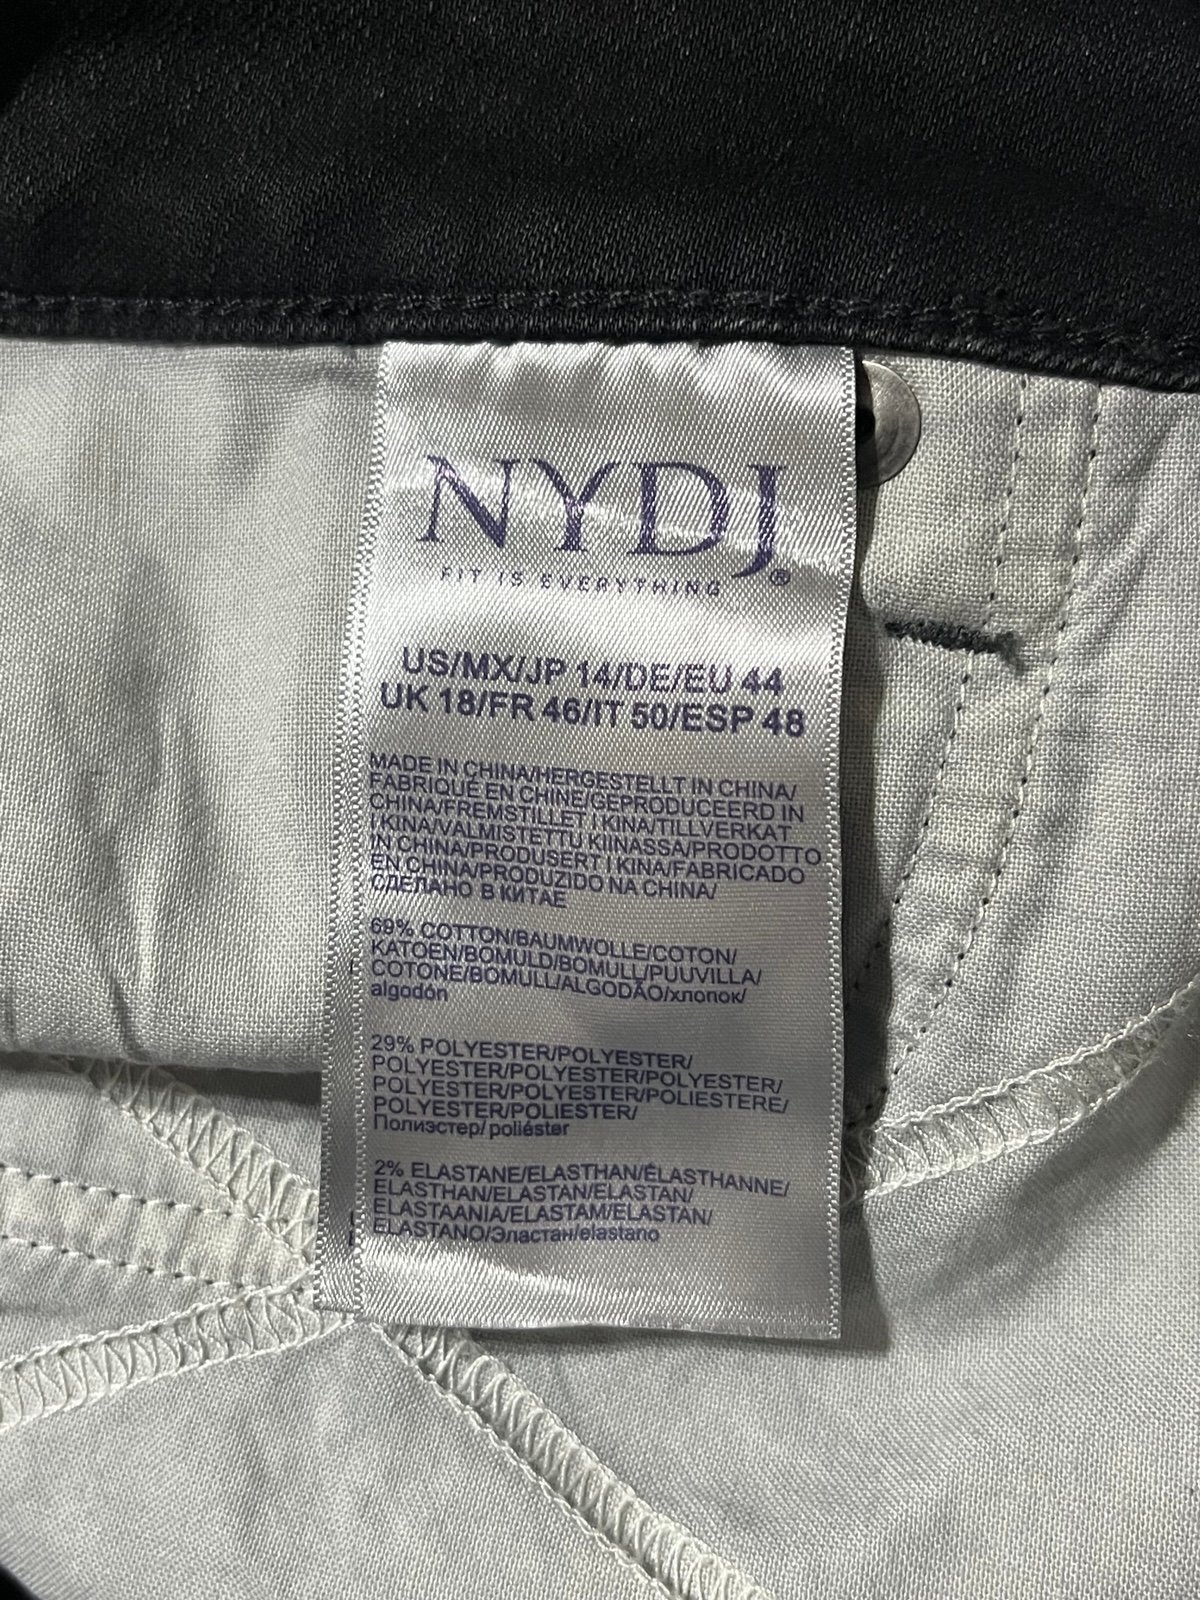 NYDJ®
FIT IS EVERYTHING
US/MX/JP 14/DE/EU 44
UK 18/FR 46/IT 50/ESP 48
MADE IN CHINA/HERGESTELLT IN CHINA/
FABRIQUÉ EN CHINE/GEPRODUCEERD IN
CHINA/FREMSTILLET I KINA/TILLVERKAT
I KINA/VALMISTETTU KIINASSA/PRODOTTO
IN CHINA/PRODUSERT I KINA/FABRICADO
EN CHINA/PRODUZIDO NA CHINA/
СДЕЛАНО В КИТАЕ
69% COTTON/BAUMWOLLE/COTON/
KATOEN/BOMULD/BOMULL/PUUVILLA/
COTONE/BOMULL/ALGODÃO/хлопок/
algodón
29% POLYESTER/POLYESTER/
POLYESTER/POLYESTER/POLYESTER/
POLYESTER/POLYESTER/POLIESTERE/
POLYESTER/POLIESTER/
Полиэстер/poliéster
2% ELASTANE/ELASTHAN/ÉLASTHANNE/
ELASTHAN/ELASTAN/ELASTAN/
ELASTAANIA/ELASTAM/ELASTAN/
ELASTANO/Эластан/elastano